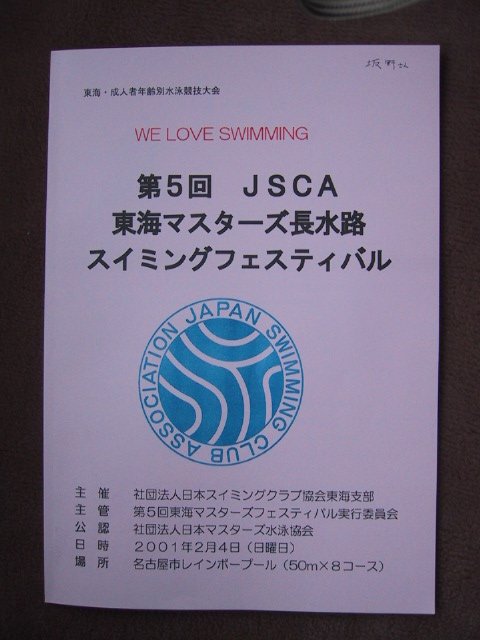 坂野さん
東海・成人者年齢別水泳競技大会
WE LOVE SWIMMING
第5回 JSCA
東海マスターズ長水路
スイミングフェスティバル
JAPAN SWIMMING CLUB ASSOCIATION
主 催 社団法人日本スイミングクラブ協会東海支部
主 管 第5回東海マスターズフェスティバル実行委員会
公 認 社団法人日本マスターズ水泳協会
日 時 2001年2月4日(日曜日)
場 所 名古屋市レインボープール(50m×8コース)